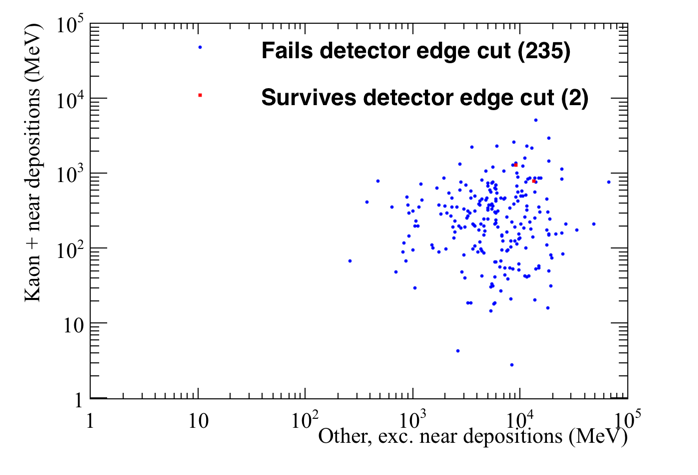 10^5
Fails detector edge cut (235)
10^4
Survives detector edge cut (2)
10^3
10^2
10
1
Kaon + near depositions (MeV)
1 10 10^2 10^3 10^4 10^5
Other, exc. near depositions (MeV)